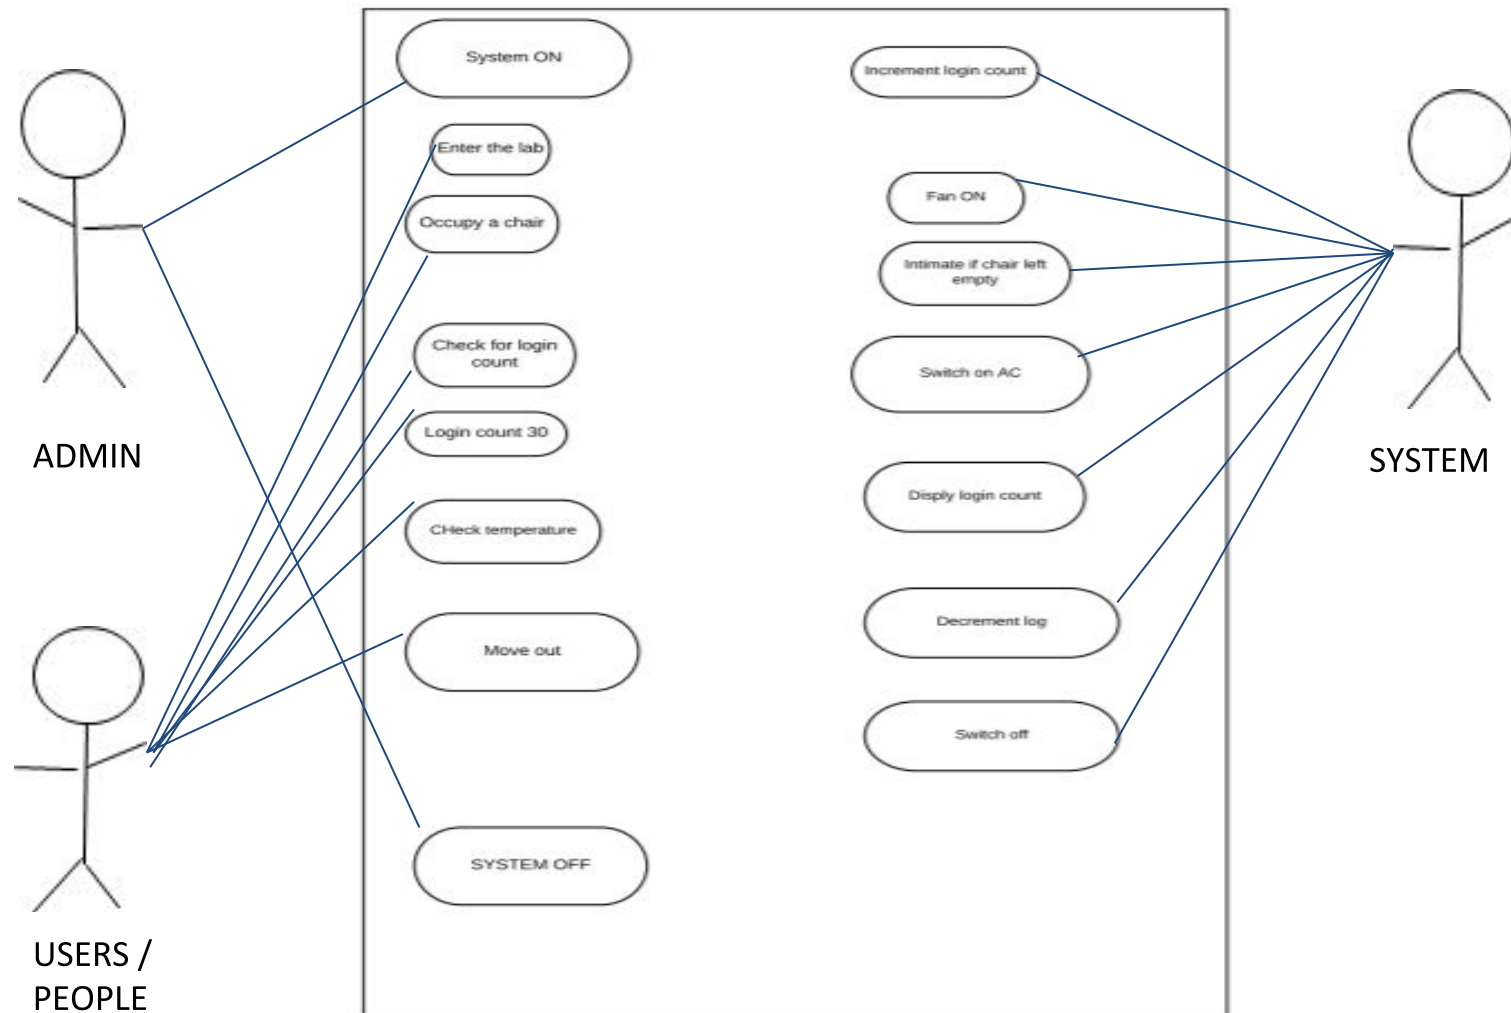 System ON
Enter the lab
Occupy a chair
Check for login
count
Login count 30
CHeck temperature
Move out
SYSTEM OFF
Increment login count
Fan ON
Intimate if chair left
empty
Switch on AC
Disply login count
Decrement log
Switch off
ADMIN
USERS /
PEOPLE
SYSTEM